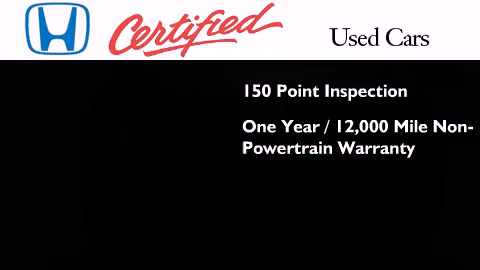 Certified Used Cars
150 Point Inspection
One Year / 12,000 Mile Non-
Powertrain Warranty